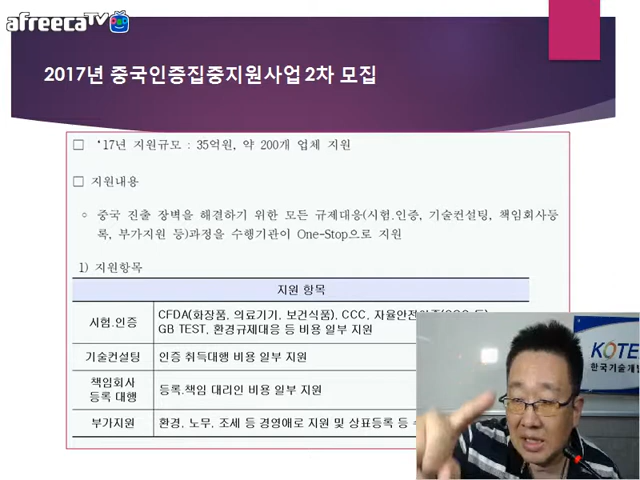 afreecaTV
2017년 중국인증집중지원사업 2차 모집
□ '17년 지원규모 : 35억원, 약 200개 업체 지원
□ 지원내용
○ 중국 진출 장벽을 해결하기 위한 모든 규제대응(시험.인증, 기술컨설팅, 책임회사등
록, 부가지원 등)과정을 수행기관이 One-Stop으로 지원
1) 지원항목
지원 항목
시험.인증
CFDA(화장품, 의료기기, 보건식품), CCC, 자율안전
GB TEST, 환경규제대응 등 비용 일부 지원
기술컨설팅
인증 취득대행 비용 일부 지원
책임회사
등록 대행
등록.책임 대리인 비용 일부 지원
부가지원
환경, 노무, 조세 등 경영애로 지원 및 상표등록 등
KOTE
한국기술개발